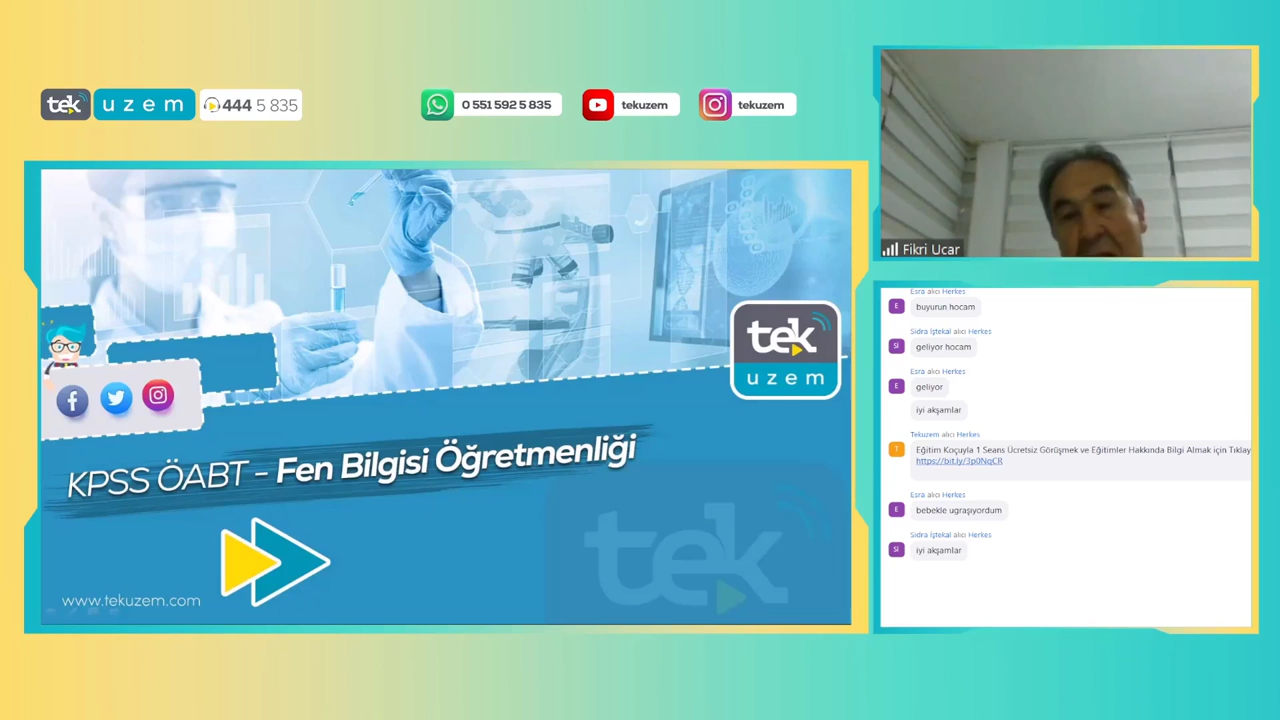 tek uzem 444 5 835
0 551 592 5 835
tekuzem
tekuzem
Fikri Ucar
tek
uzem
KPSS ÖABT - Fen Bilgisi Öğretmenliği
tek
www.tekuzem.com
Esra alıcı Herkes
E
buyurun hocam
Sidra İştekal alıcı Herkes
Sİ
geliyor hocam
Esra alıcı Herkes
E
geliyor
iyi akşamlar
Tekuzem alıcı Herkes
T
Eğitim Koçuyla 1 Seans Ücretsiz Görüşmek ve Eğitimler Hakkında Bilgi Almak için Tıklay
https://bit.ly/3p0NqCR
Esra alıcı Herkes
E
bebekle ugraşıyordum
Sidra İştekal alıcı Herkes
Sİ
iyi akşamlar